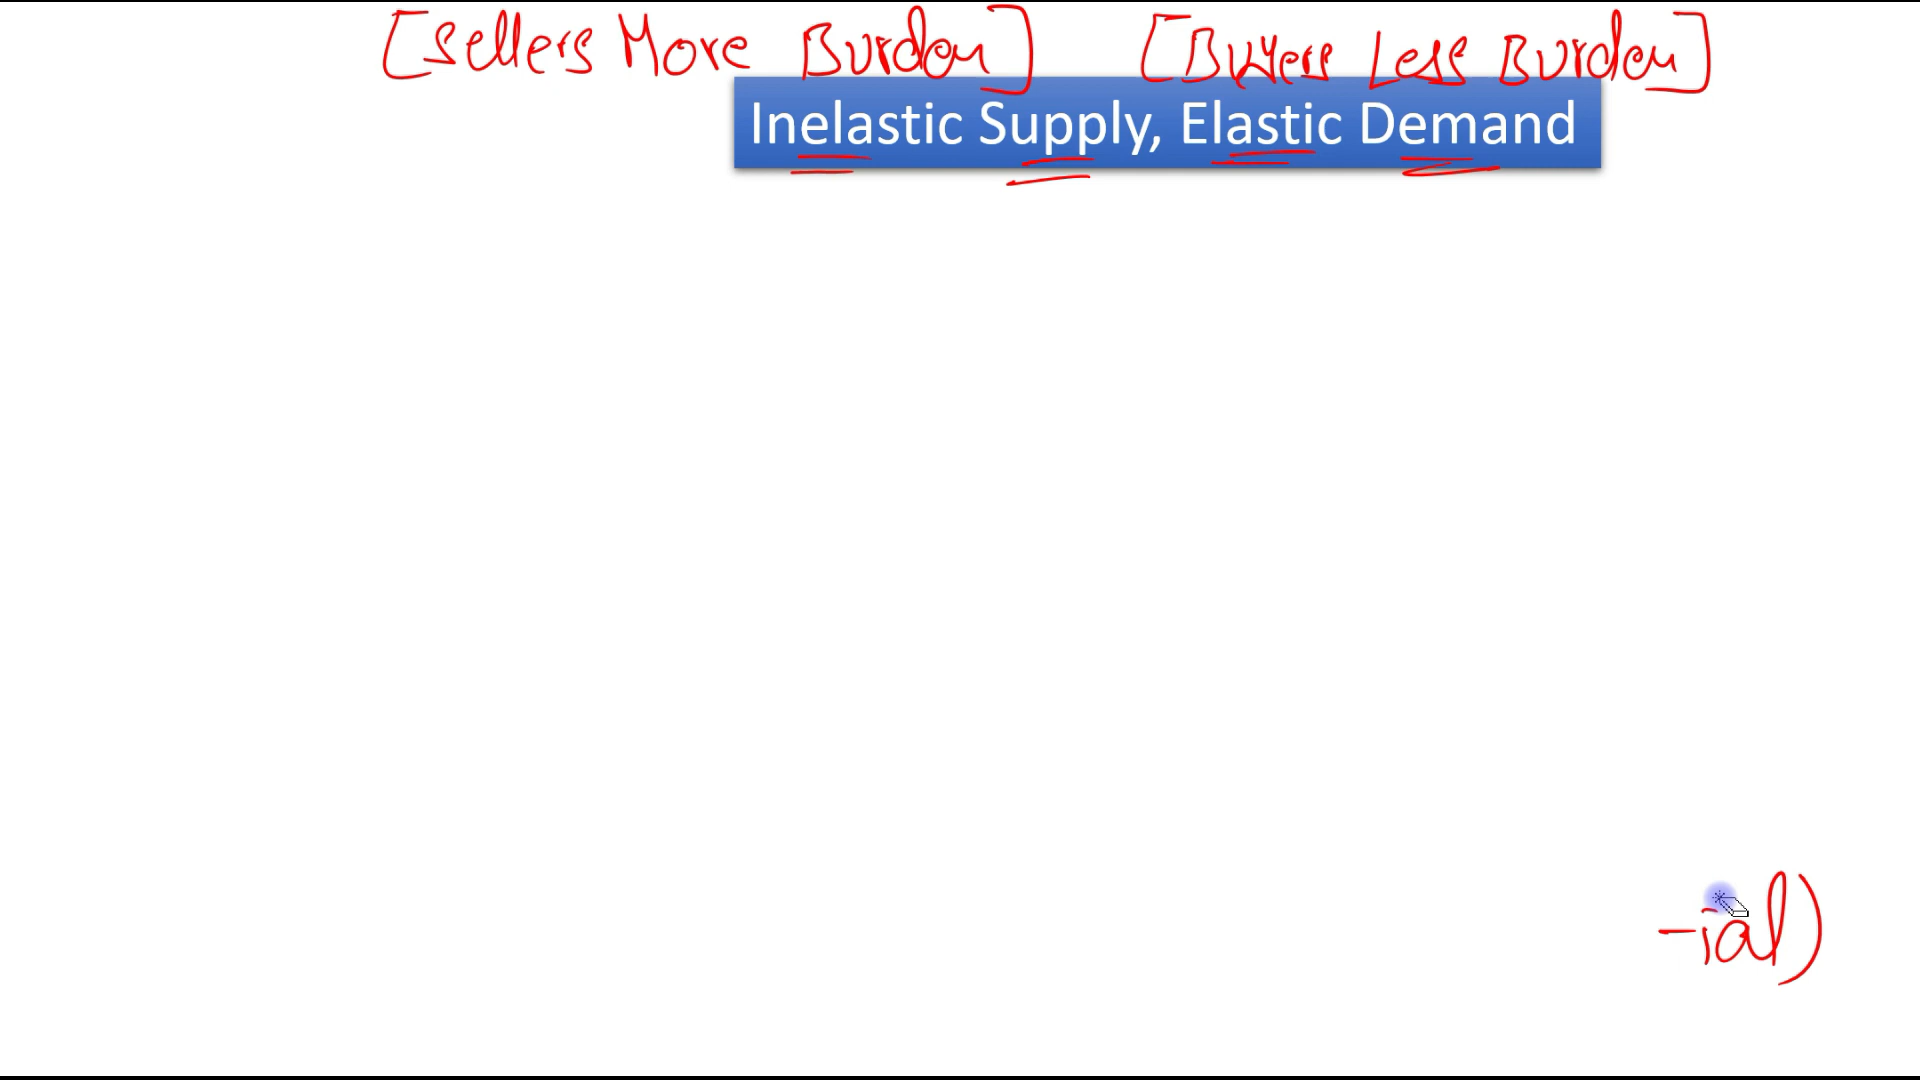 [Sellers More Burden] [Buyers Less Burden]
Inelastic Supply, Elastic Demand
-ial)